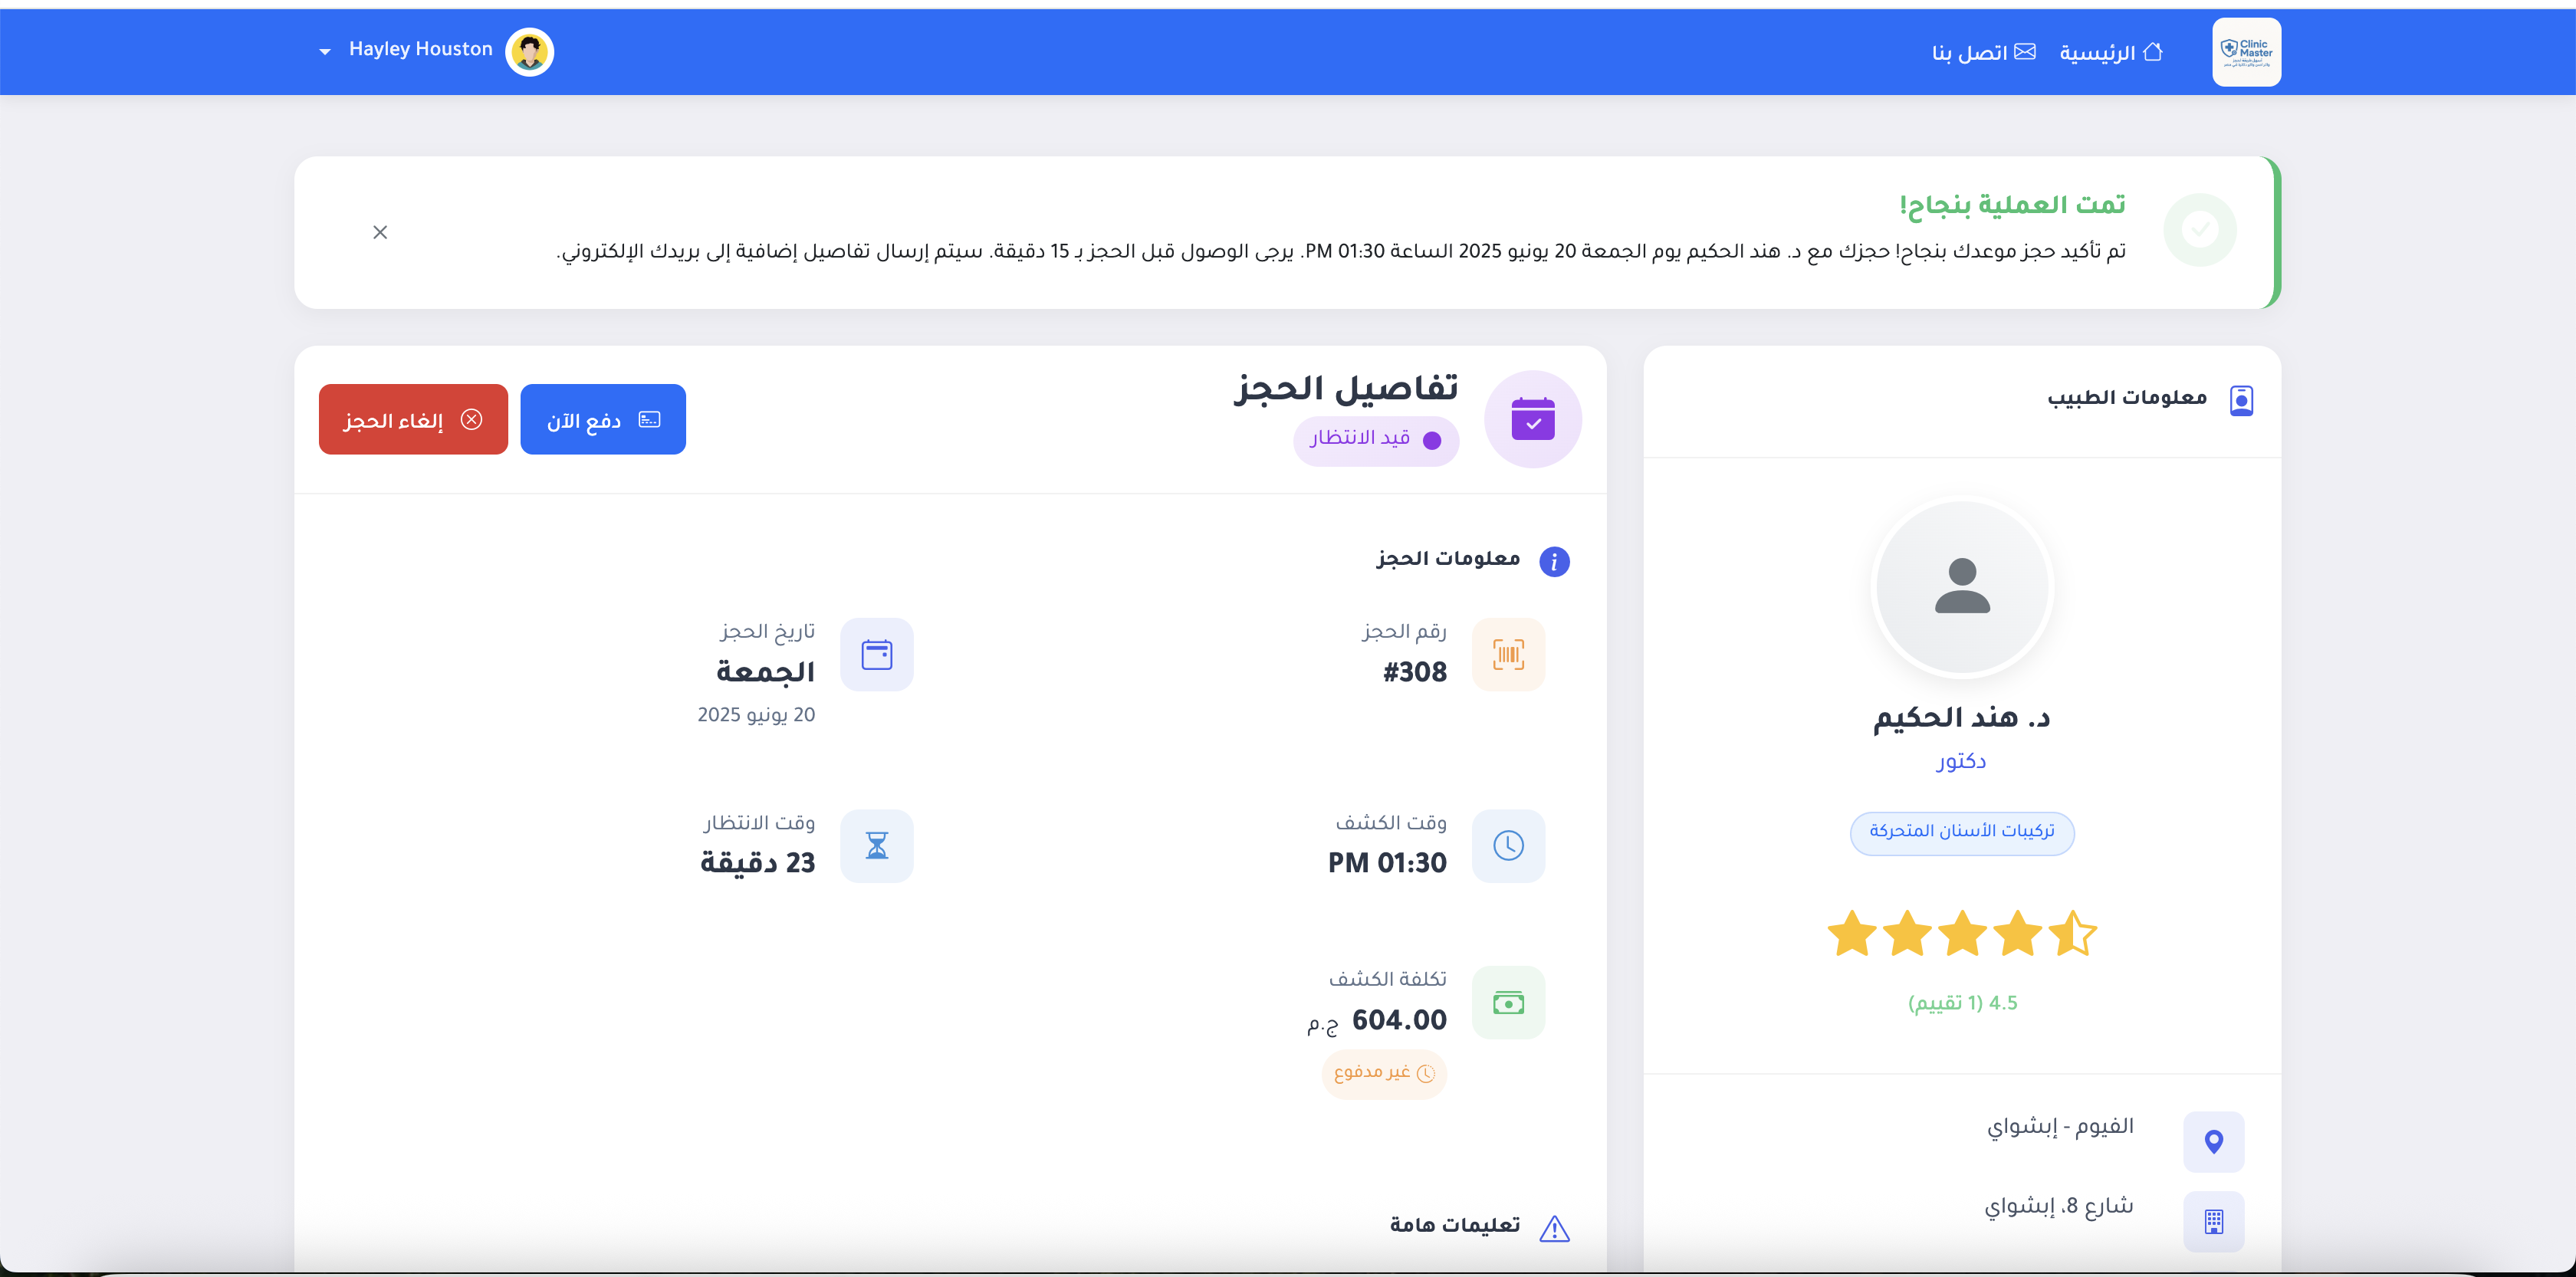 Clinic Master
الرئيسية
اتصل بنا
Hayley Houston
تمت العملية بنجاح!
تم تأكيد حجز موعدك بنجاح! حجزك مع د. هند الحكيم يوم الجمعة 20 يونيو 2025 الساعة 01:30 PM. يرجى الوصول قبل الحجز بـ 15 دقيقة. سيتم إرسال تفاصيل إضافية إلى بريدك الإلكتروني.
معلومات الطبيب
د. هند الحكيم
دكتور
تركيبات الأسنان المتحركة
4.5 (1 تقييم)
الفيوم - إبشواي
شارع 8، إبشواي
تفاصيل الحجز
قيد الانتظار
دفع الآن
إلغاء الحجز
معلومات الحجز
رقم الحجز
#308
تاريخ الحجز
الجمعة
20 يونيو 2025
وقت الكشف
01:30 PM
وقت الانتظار
23 دقيقة
تكلفة الكشف
604.00 ج.م
غير مدفوع
تعليمات هامة